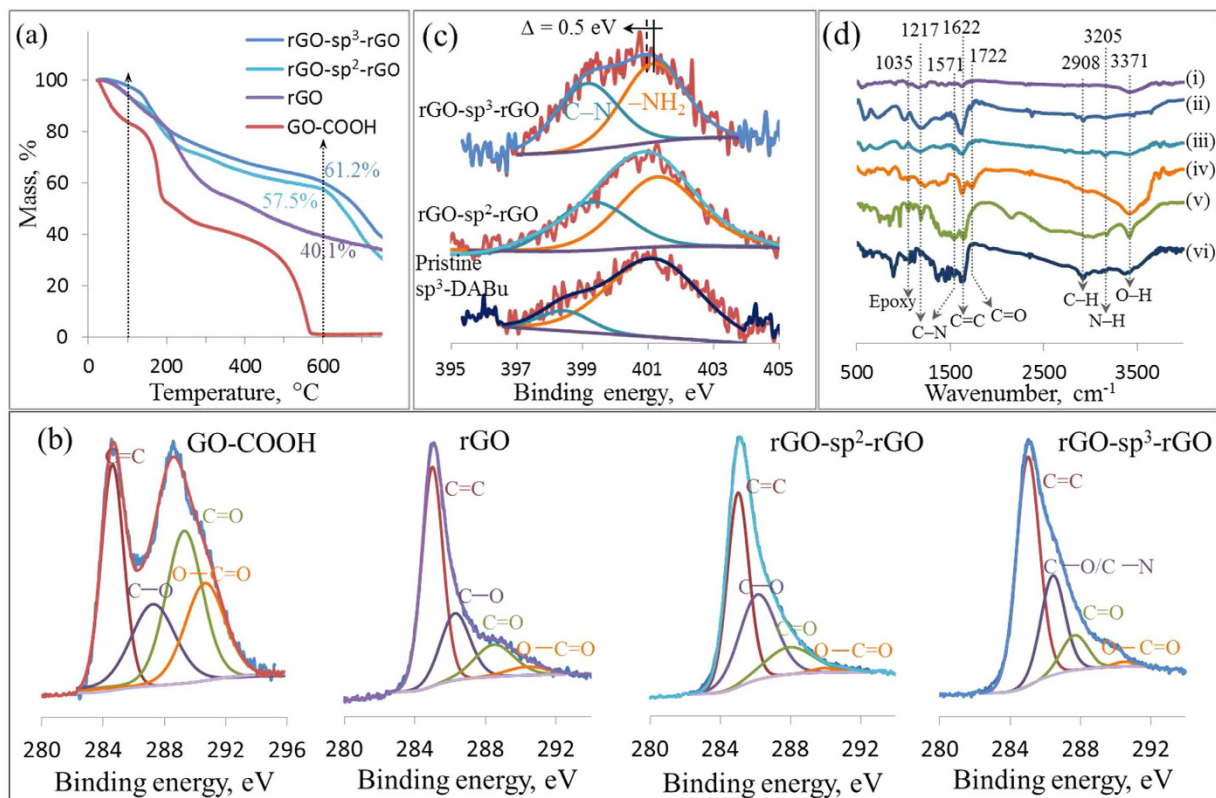 (a)
rGO-sp³-rGO
rGO-sp²-rGO
rGO
GO-COOH
100
80
60
40
20
0
61.2%
57.5%
40.1%
0
200
400
600
Mass, %
Temperature, °C
(c)
Δ = 0.5 eV
rGO-sp³-rGO
C–N
–NH₂
rGO-sp²-rGO
Pristine
sp³-DABu
395
397
399
401
403
405
Binding energy, eV
(d)
1217
1622
3205
1035
1571
1722
2908
3371
(i)
(ii)
(iii)
(iv)
(v)
(vi)
Epoxy
C–N
C=C
C=O
C–H
N–H
O–H
500
1500
2500
3500
Wavenumber, cm⁻¹
(b)
GO-COOH
C=C
C=O
O–C=O
C–O
280
284
288
292
296
Binding energy, eV
rGO
C=C
C–O
C=O
O–C=O
280
284
288
292
Binding energy, eV
rGO-sp²-rGO
C=C
C–O
C=O
O–C=O
280
284
288
292
Binding energy, eV
rGO-sp³-rGO
C=C
C–O/C–N
C=O
O–C=O
280
284
288
292
Binding energy, eV